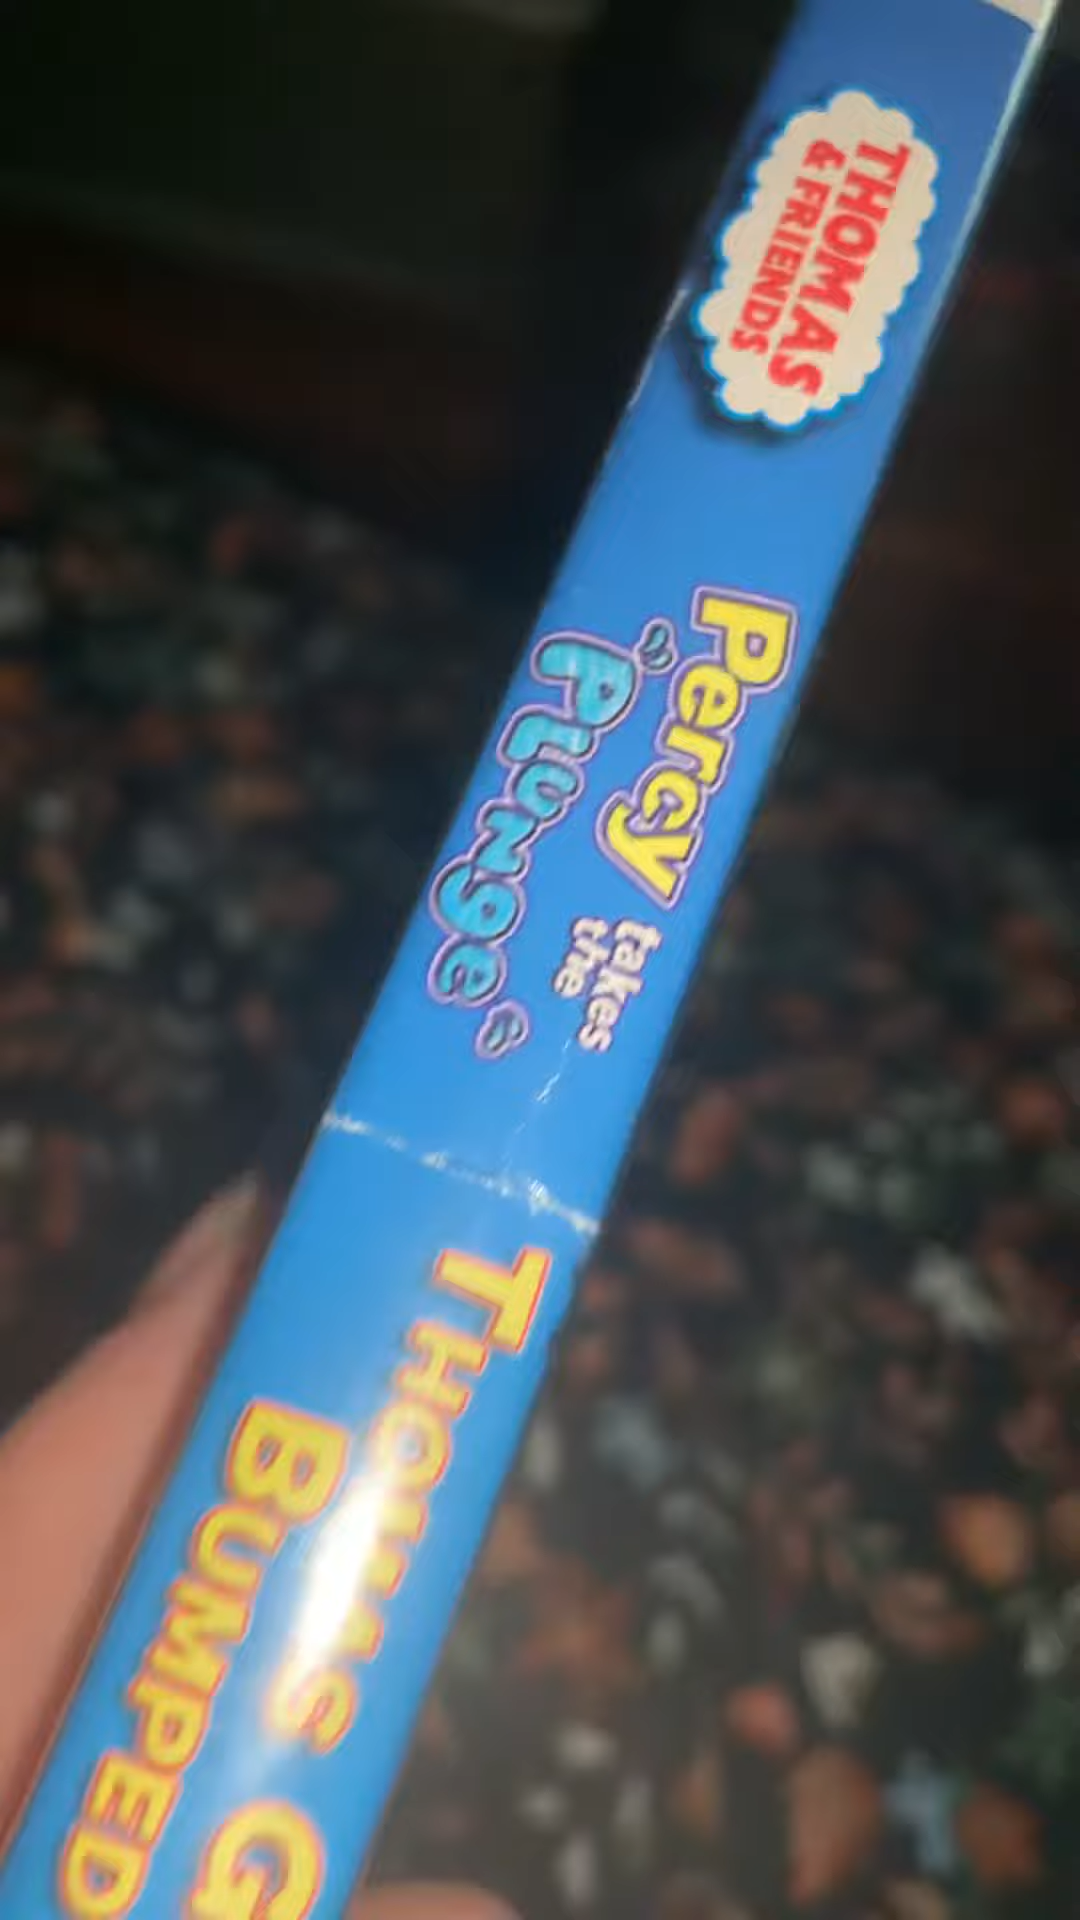 THOMAS
& FRIENDS
Percy takes
the
Plunge
THOMAS G
BUMPED